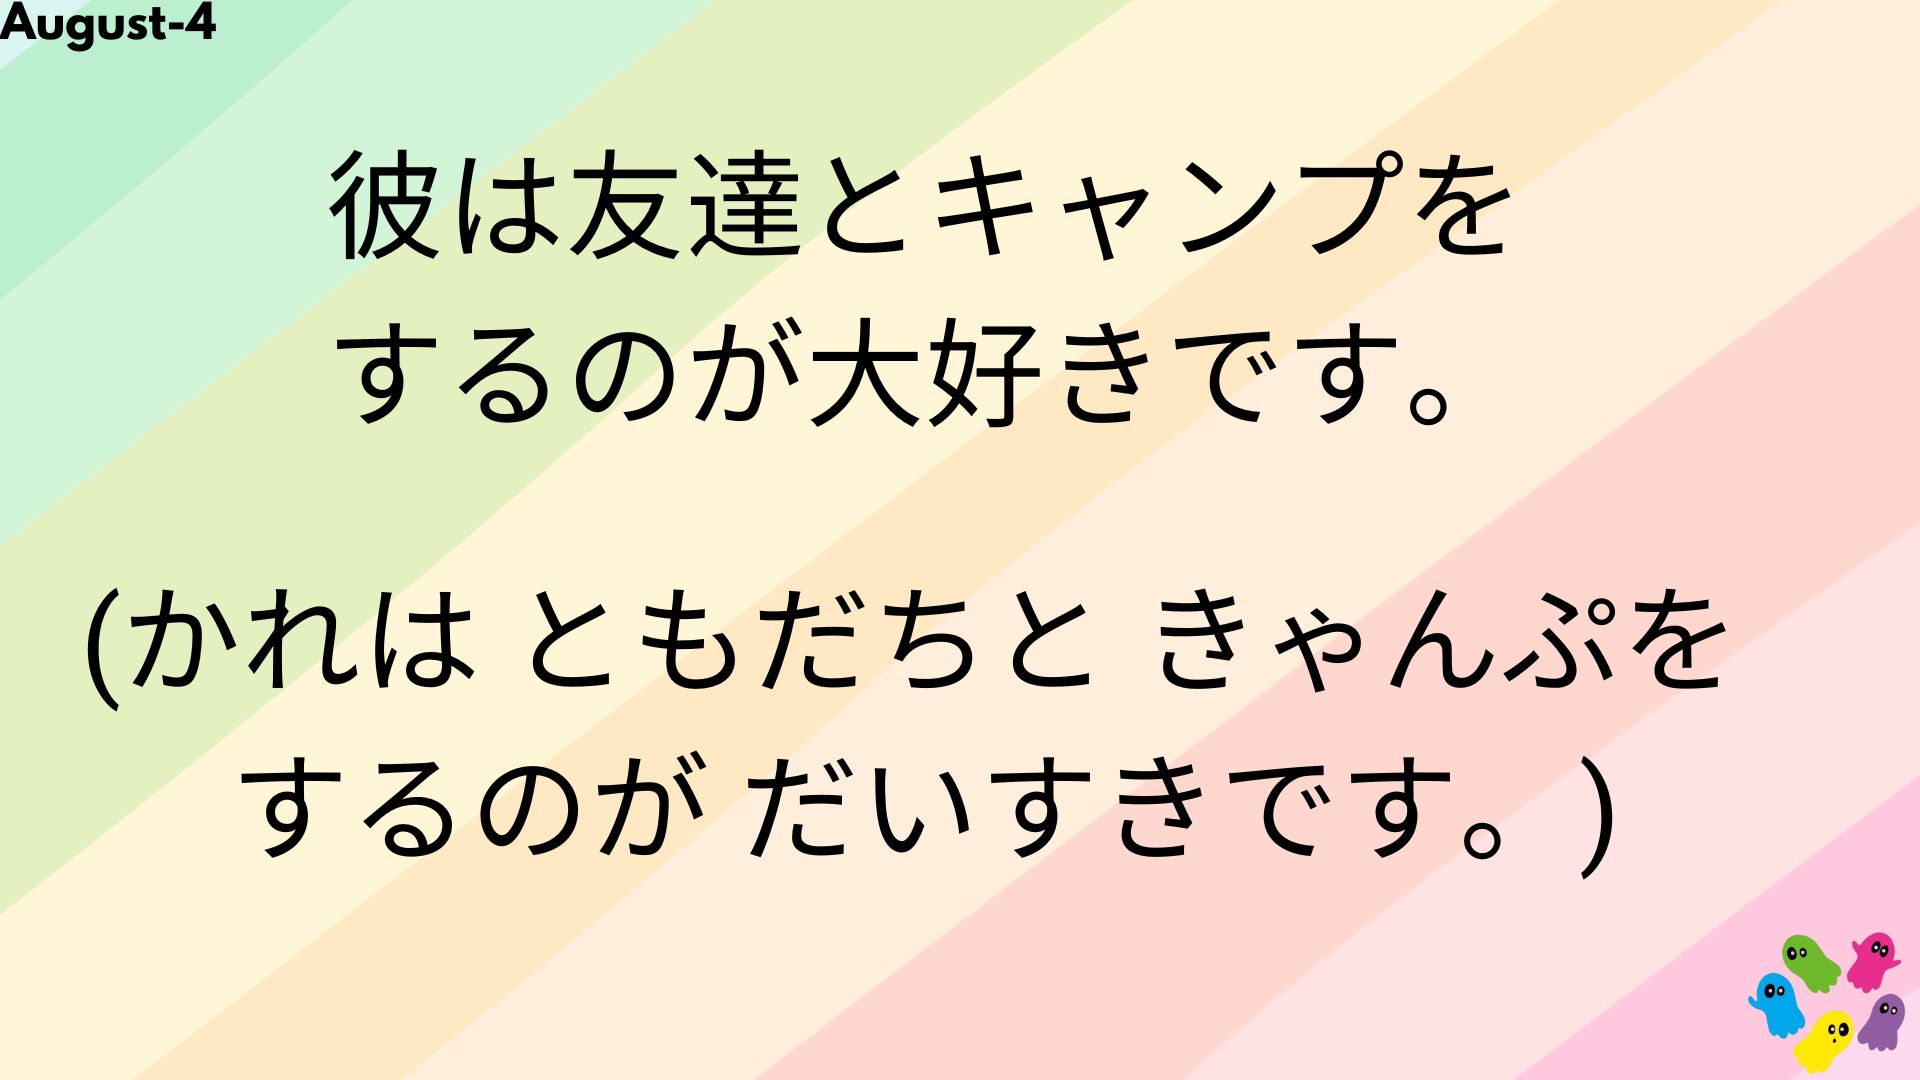 August-4
彼は友達とキャンプを
するのが大好きです。
(かれは ともだちと きゃんぷを
するのが だいすきです。)